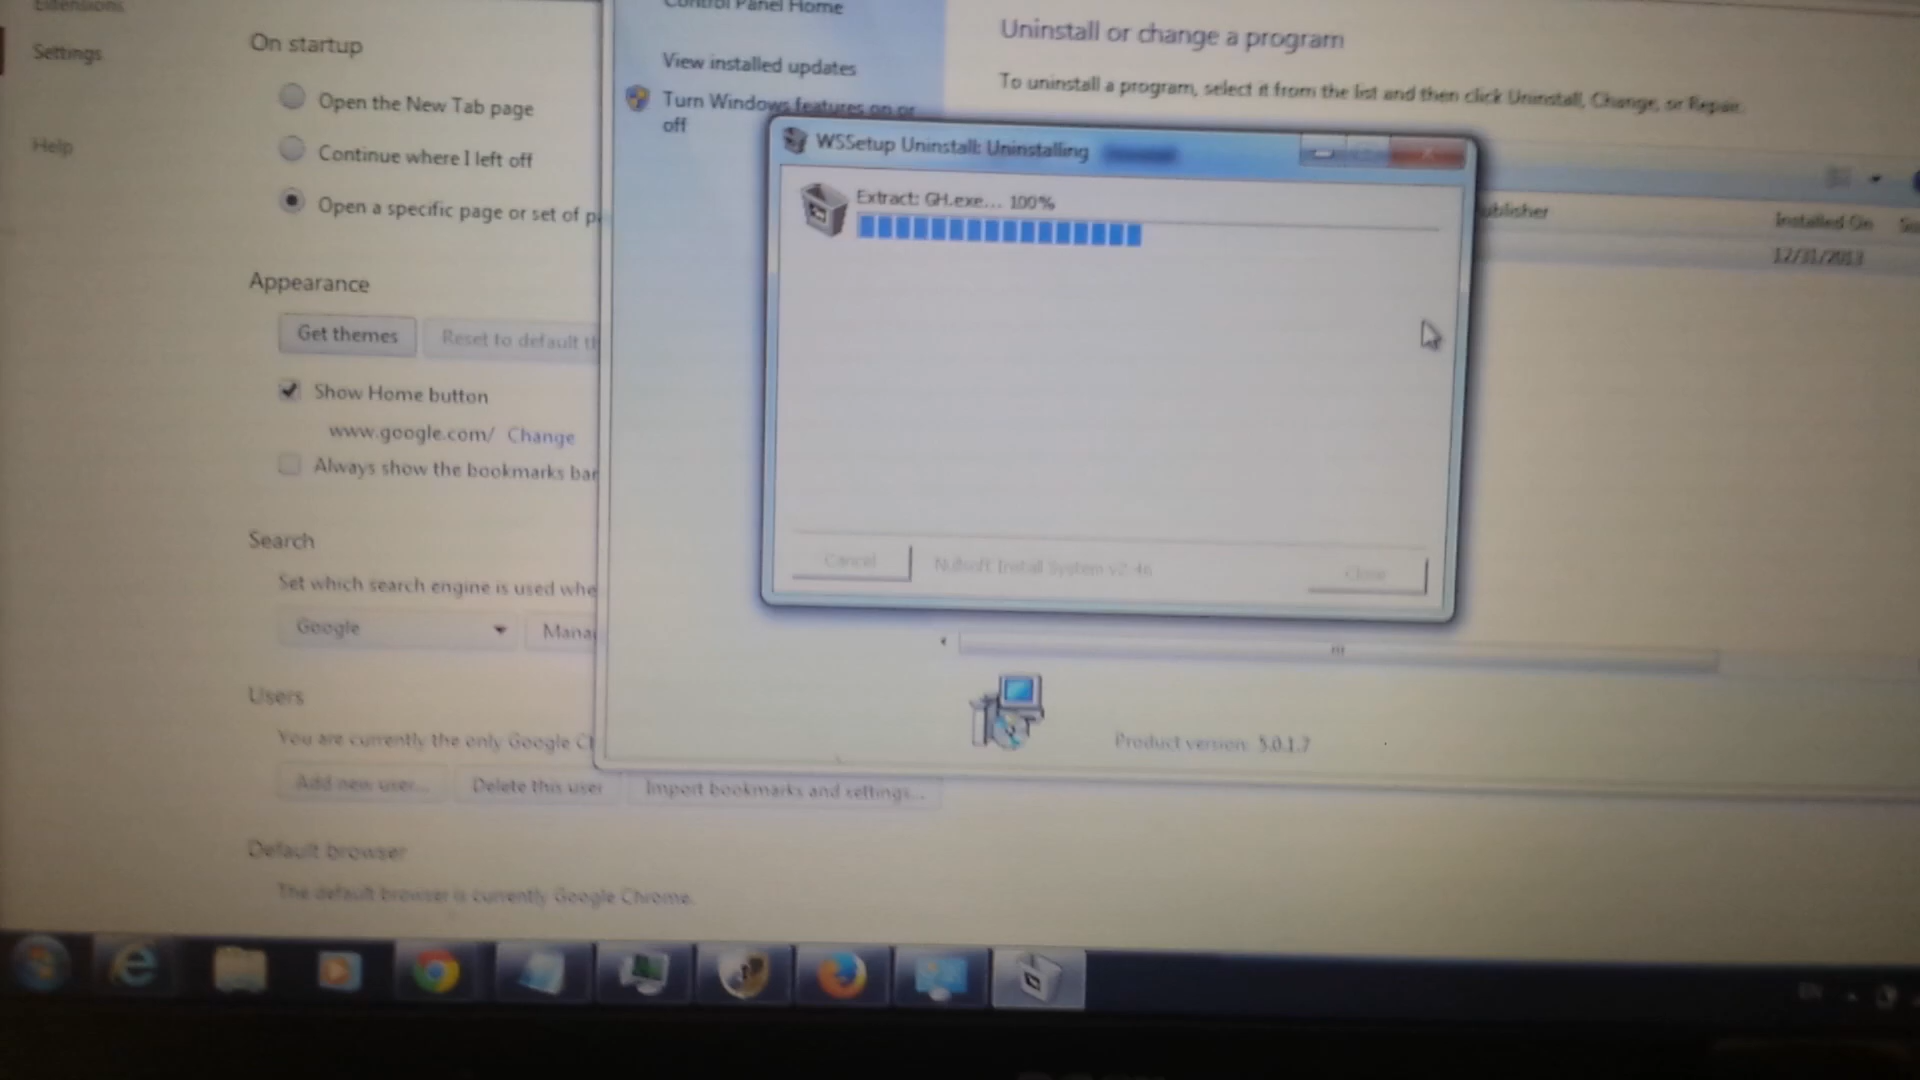 Extensions
Settings
Help
On startup
Open the New Tab page
Continue where I left off
Open a specific page or set of p
Appearance
Get themes
Reset to default th
Show Home button
www.google.com/ Change
Always show the bookmarks bar
Search
Set which search engine is used whe
Google
Mana
Users
You are currently the only Google Ch
Add new user...
Delete this user
Import bookmarks and settings...
Default browser
The default browser is currently Google Chrome.
Control Panel Home
View installed updates
Turn Windows features on or
off
Uninstall or change a program
To uninstall a program, select it from the list and then click Uninstall, Change, or Repair.
ublisher
Installed On
12/31/2013
WSSetup Uninstall: Uninstalling
Extract: GH.exe... 100%
Cancel
Nullsoft Install System v2.46
Close
Product version: 5.0.1.7
EN